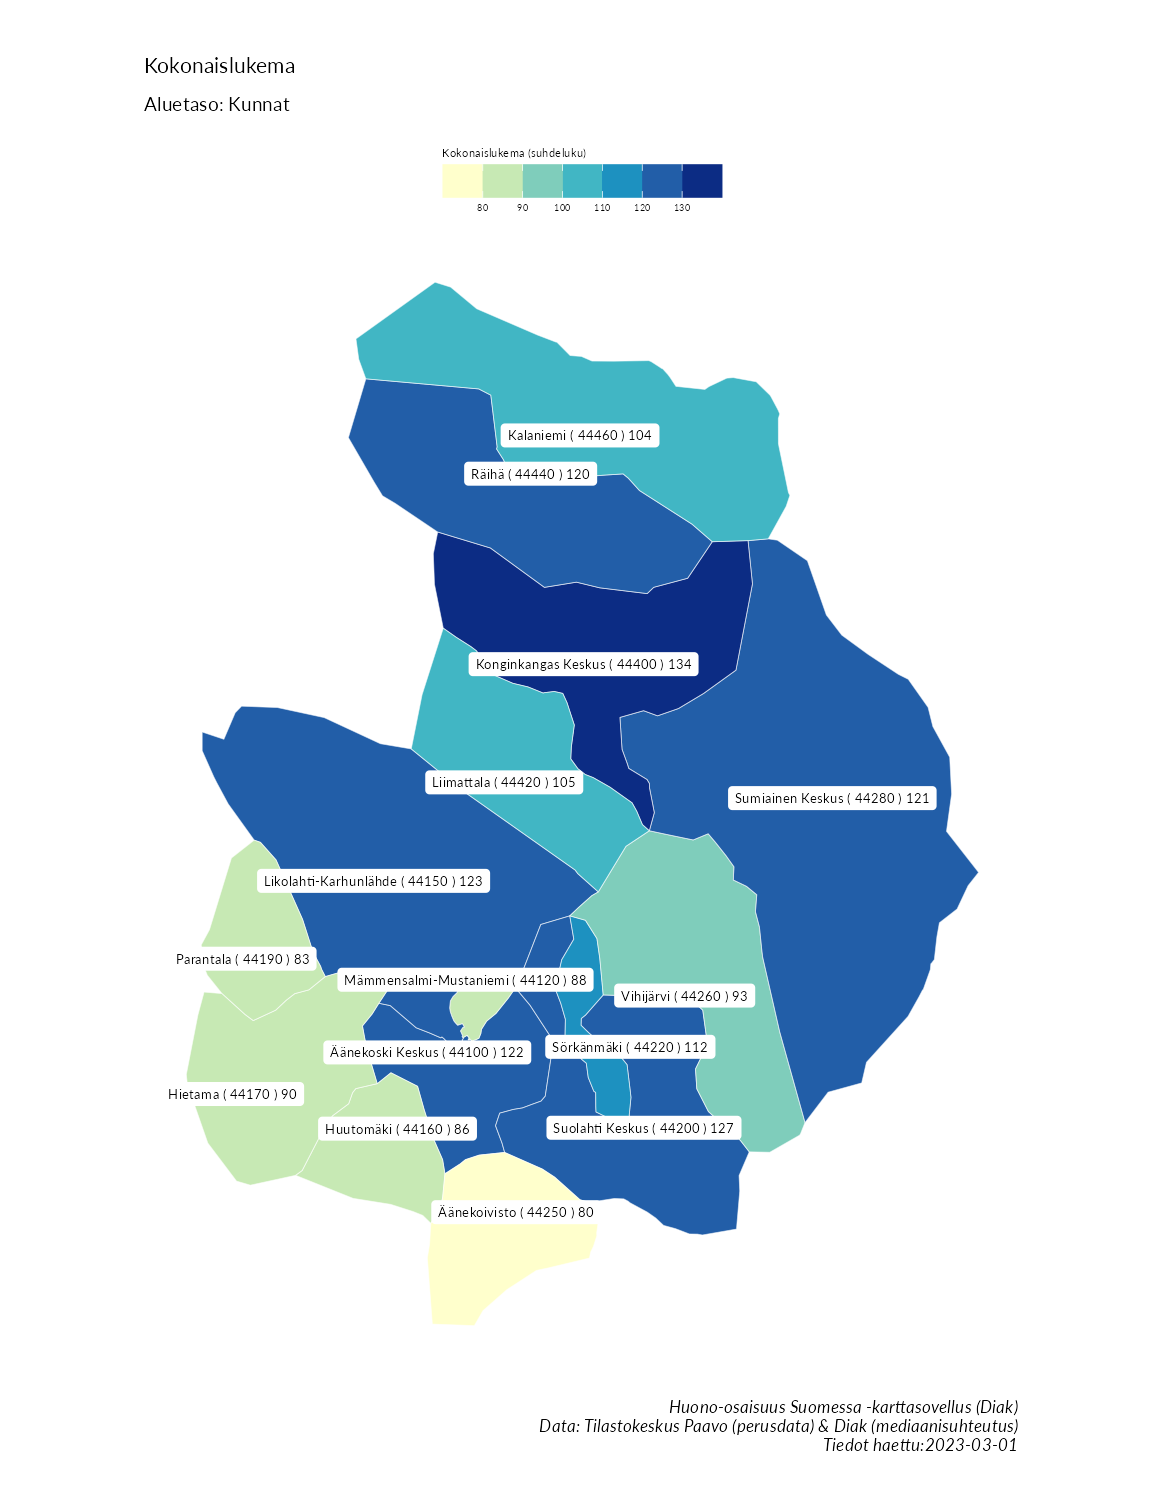 Kokonaislukema
Aluetaso: Kunnat
Kokonaislukema (suhdeluku)
80 90 100 110 120 130
Kalaniemi ( 44460 ) 104
Räihä ( 44440 ) 120
Konginkangas Keskus ( 44400 ) 134
Liimattala ( 44420 ) 105
Sumiainen Keskus ( 44280 ) 121
Likolahti-Karhunlähde ( 44150 ) 123
Parantala ( 44190 ) 83
Mämmensalmi-Mustaniemi ( 44120 ) 88
Vihijärvi ( 44260 ) 93
Äänekoski Keskus ( 44100 ) 122
Sörkänmäki ( 44220 ) 112
Hietama ( 44170 ) 90
Huutomäki ( 44160 ) 86
Suolahti Keskus ( 44200 ) 127
Äänekoivisto ( 44250 ) 80
Huono-osaisuus Suomessa -karttasovellus (Diak)
Data: Tilastokeskus Paavo (perusdata) & Diak (mediaanisuhteutus)
Tiedot haettu:2023-03-01